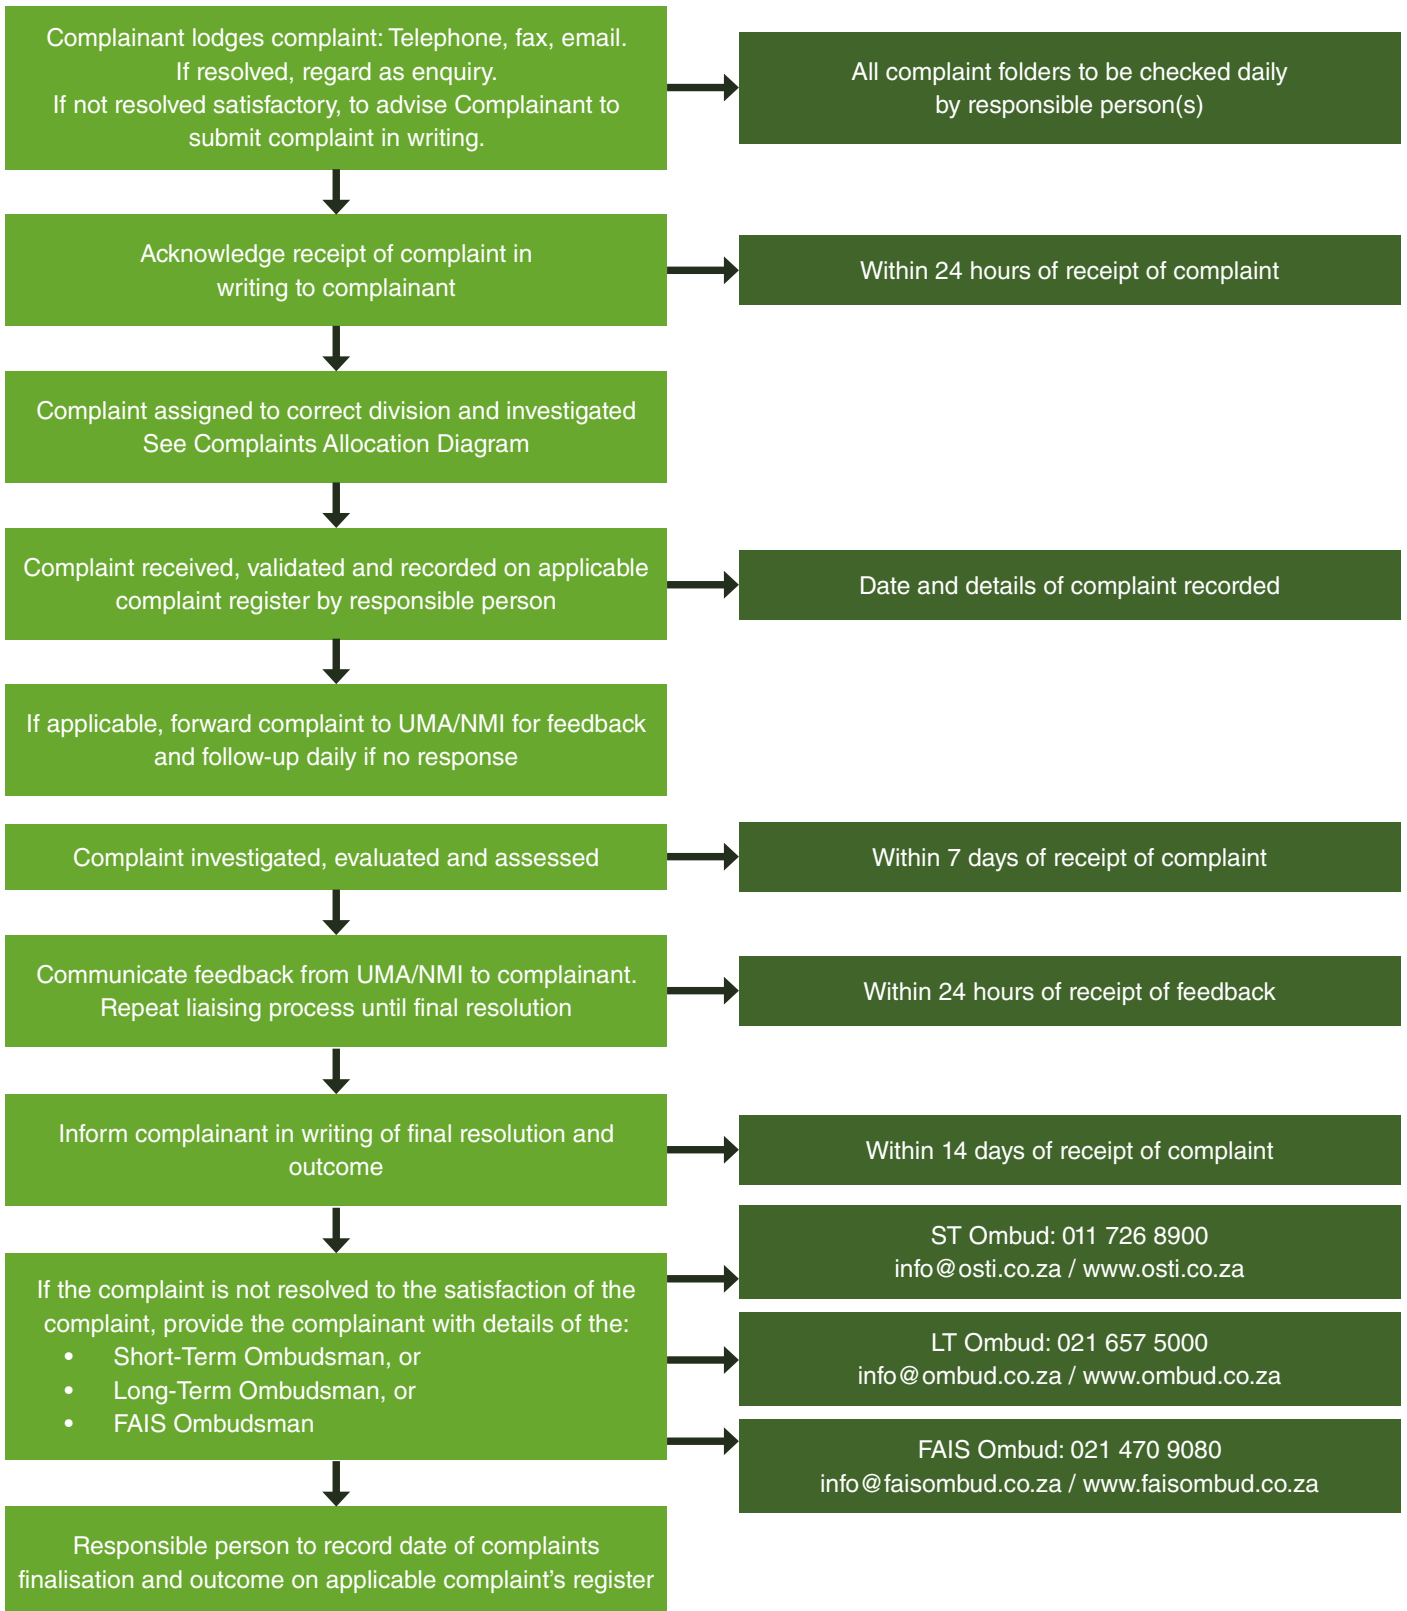 Complainant lodges complaint: Telephone, fax, email.
If resolved, regard as enquiry.
If not resolved satisfactory, to advise Complainant to
submit complaint in writing.
All complaint folders to be checked daily
by responsible person(s)
Acknowledge receipt of complaint in
writing to complainant
Within 24 hours of receipt of complaint
Complaint assigned to correct division and investigated
See Complaints Allocation Diagram
Complaint received, validated and recorded on applicable
complaint register by responsible person
Date and details of complaint recorded
If applicable, forward complaint to UMA/NMI for feedback
and follow-up daily if no response
Complaint investigated, evaluated and assessed
Within 7 days of receipt of complaint
Communicate feedback from UMA/NMI to complainant.
Repeat liaising process until final resolution
Within 24 hours of receipt of feedback
Inform complainant in writing of final resolution and
outcome
Within 14 days of receipt of complaint
If the complaint is not resolved to the satisfaction of the
complaint, provide the complainant with details of the:
• Short-Term Ombudsman, or
• Long-Term Ombudsman, or
• FAIS Ombudsman
ST Ombud: 011 726 8900
info@osti.co.za / www.osti.co.za
LT Ombud: 021 657 5000
info@ombud.co.za / www.ombud.co.za
FAIS Ombud: 021 470 9080
info@faisombud.co.za / www.faisombud.co.za
Responsible person to record date of complaints
finalisation and outcome on applicable complaint's register